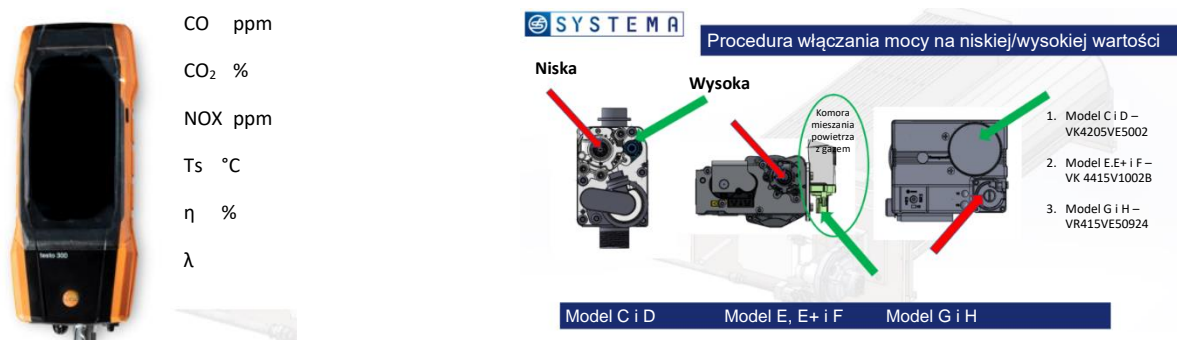 CO ppm
CO₂ %
NOX ppm
Ts °C
η %
λ
testo 300
SYSTEMA
Procedura włączania mocy na niskiej/wysokiej wartości
Niska
Wysoka
Komora
mieszania
powietrza
z gazem
1. Model C i D –
VK4205VE5002
2. Model E.E+ i F –
VK 4415V1002B
3. Model G i H –
VR415VE50924
Model C i D
Model E, E+ i F
Model G i H